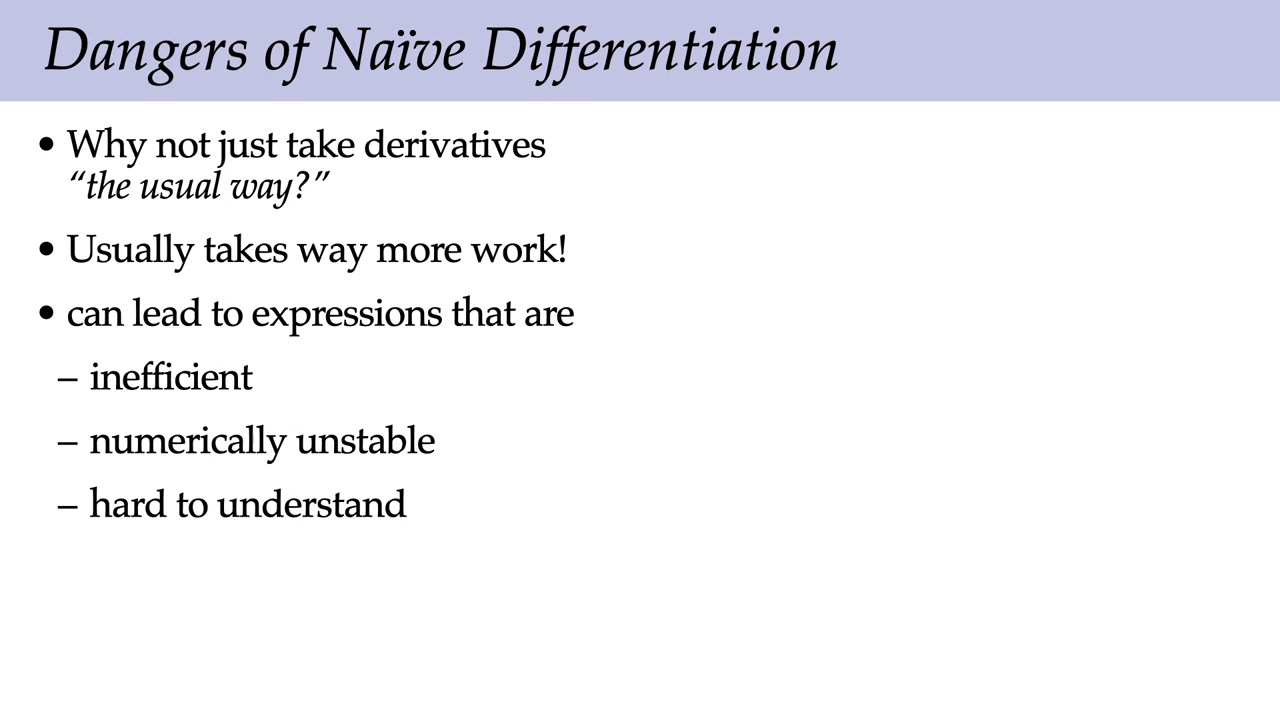 Dangers of Naïve Differentiation
• Why not just take derivatives
“the usual way?”
• Usually takes way more work!
• can lead to expressions that are
– inefficient
– numerically unstable
– hard to understand